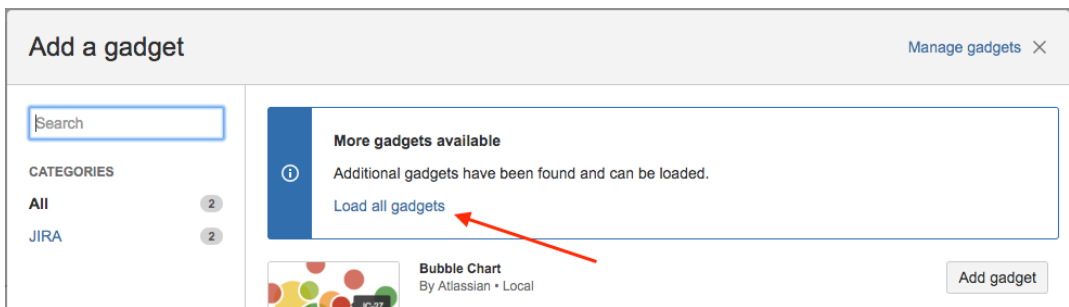 Add a gadget
Manage gadgets
Search
CATEGORIES
All 2
JIRA 2
More gadgets available
Additional gadgets have been found and can be loaded.
Load all gadgets
Bubble Chart
By Atlassian • Local
Add gadget